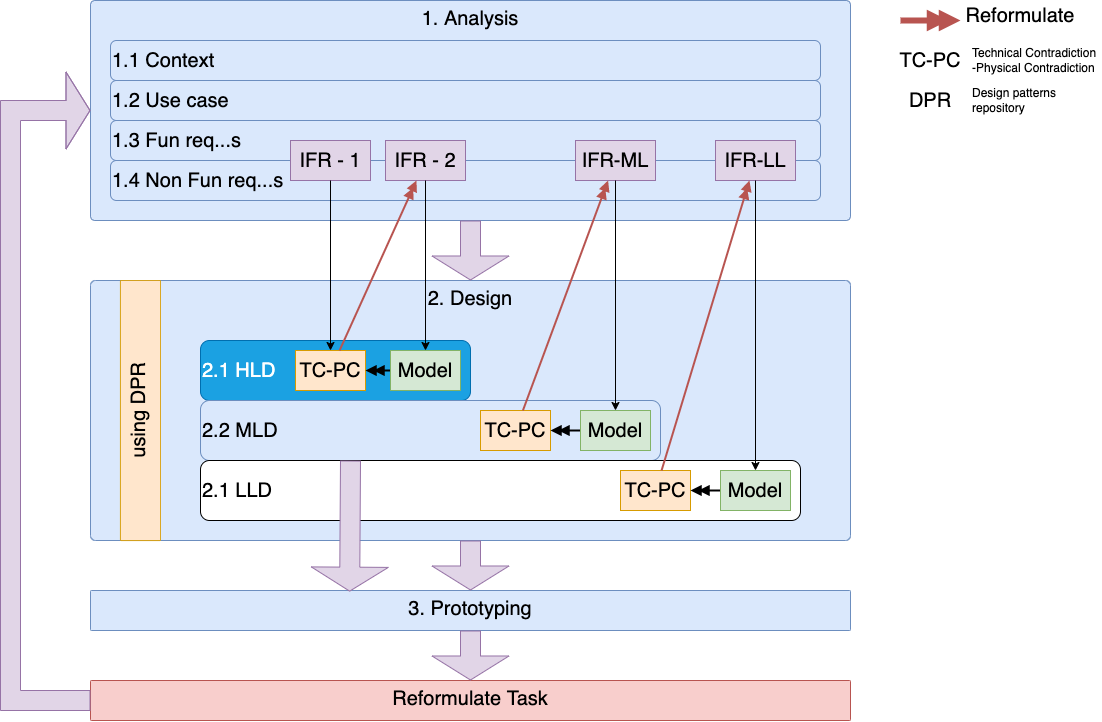 1. Analysis
Reformulate
1.1 Context
TC-PC
Technical Contradiction
-Physical Contradiction
1.2 Use case
DPR
Design patterns
repository
1.3 Fun req...s
IFR - 1
IFR - 2
IFR-ML
IFR-LL
1.4 Non Fun req...s
2. Design
using DPR
2.1 HLD
TC-PC
Model
2.2 MLD
TC-PC
Model
2.1 LLD
TC-PC
Model
3. Prototyping
Reformulate Task